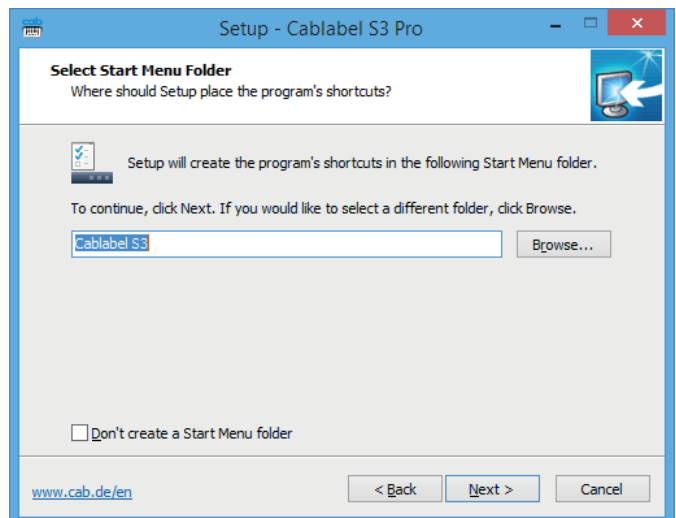 cab
Setup - Cablabel S3 Pro
Select Start Menu Folder
Where should Setup place the program's shortcuts?
Setup will create the program's shortcuts in the following Start Menu folder.
To continue, click Next. If you would like to select a different folder, click Browse.
Cablabel S3
Browse...
Don't create a Start Menu folder
www.cab.de/en
< Back
Next >
Cancel